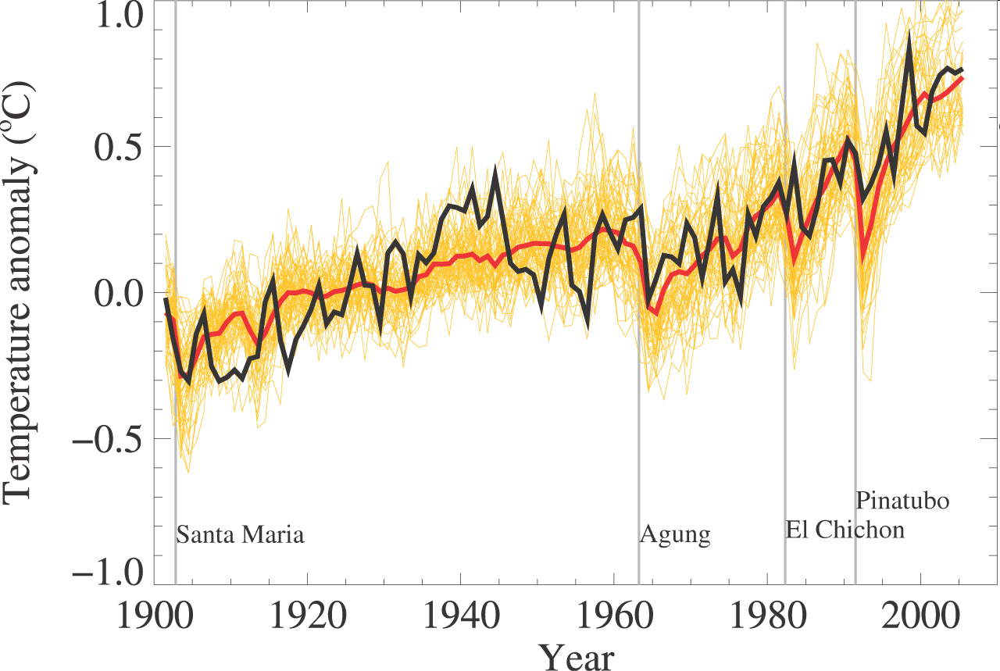 1.0
0.5
0.0
−0.5
−1.0
Temperature anomaly (°C)
Santa Maria
Agung
El Chichon
Pinatubo
1900 1920 1940 1960 1980 2000
Year